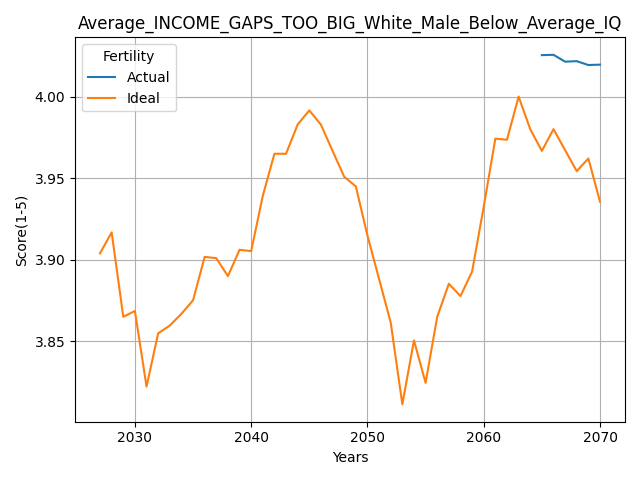 Average_INCOME_GAPS_TOO_BIG_White_Male_Below_Average_IQ
Fertility
Actual
Ideal
4.00
3.95
3.90
3.85
Score(1-5)
2030 2040 2050 2060 2070
Years